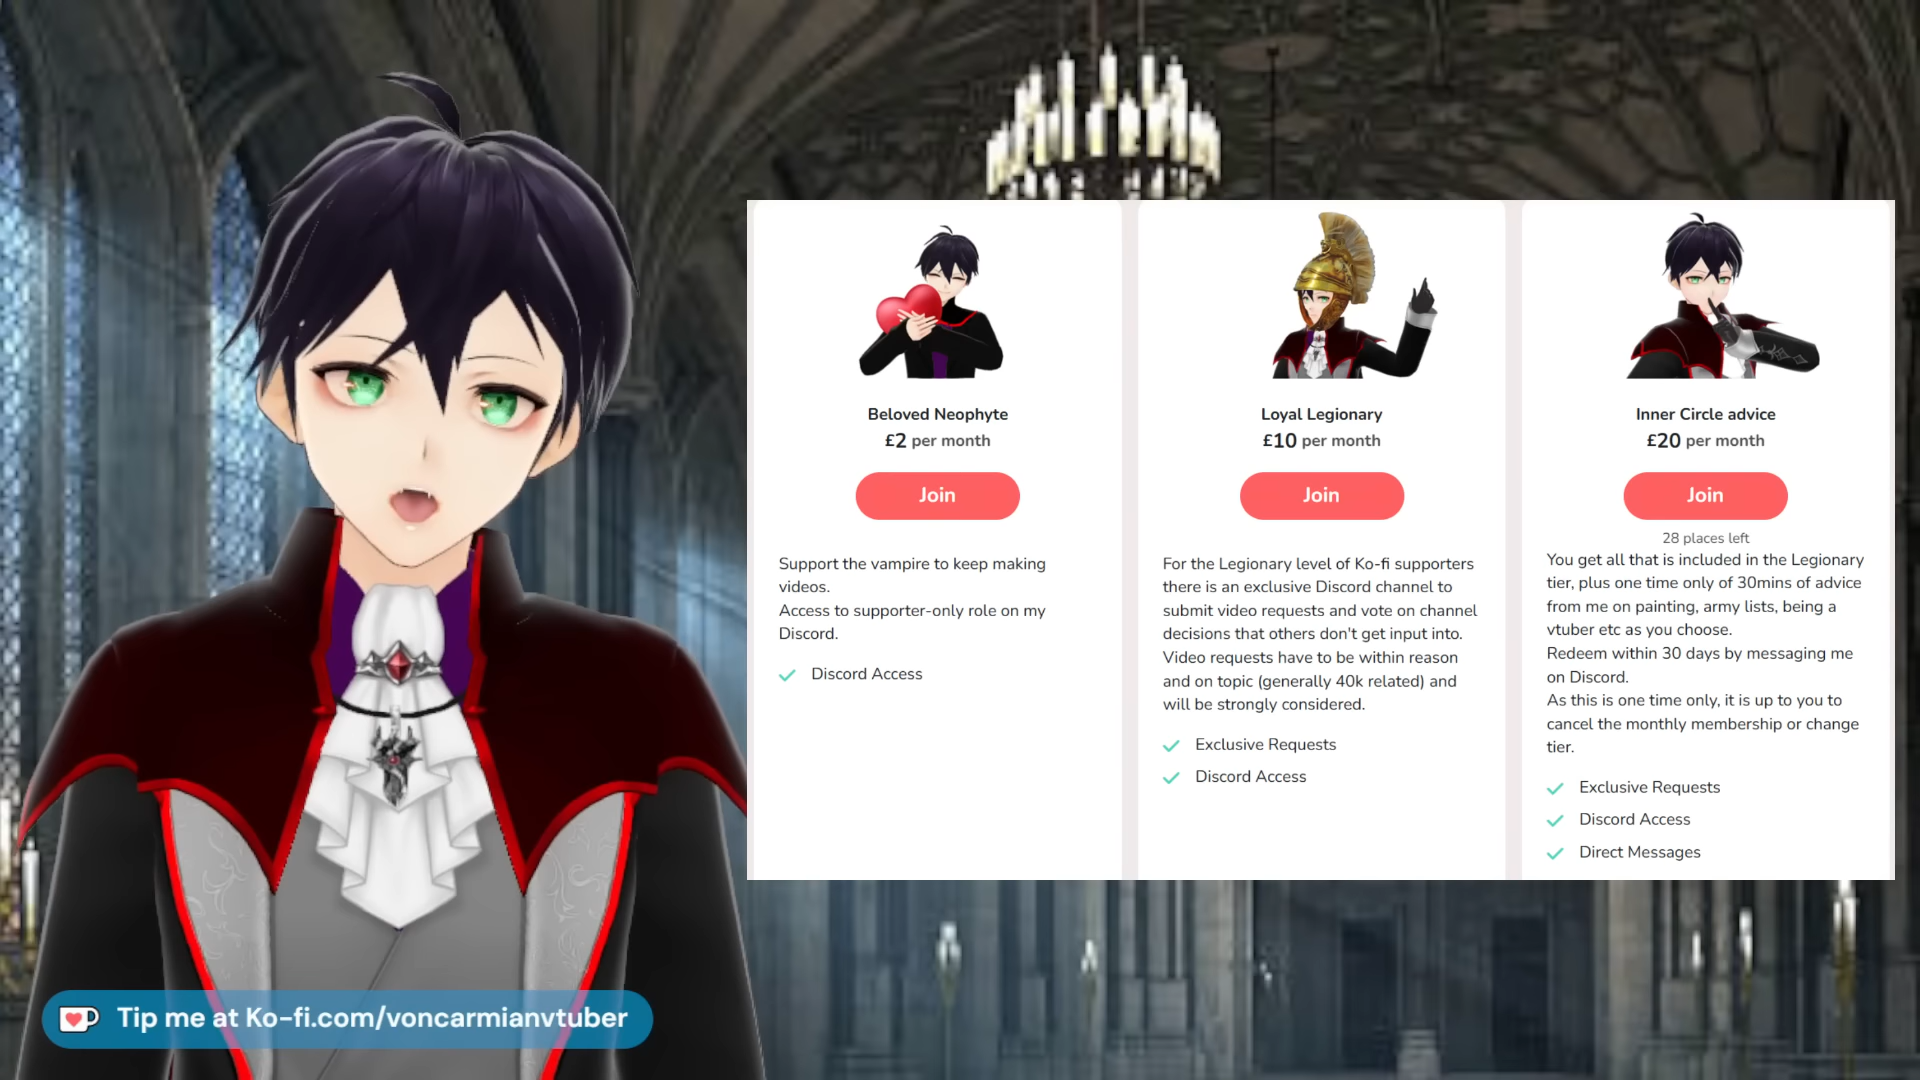 Beloved Neophyte
£2 per month
Join
Support the vampire to keep making
videos.
Access to supporter-only role on my
Discord.
Discord Access
Loyal Legionary
£10 per month
Join
For the Legionary level of Ko-fi supporters
there is an exclusive Discord channel to
submit video requests and vote on channel
decisions that others don't get input into.
Video requests have to be within reason
and on topic (generally 40k related) and
will be strongly considered.
Exclusive Requests
Discord Access
Inner Circle advice
£20 per month
Join
28 places left
You get all that is included in the Legionary
tier, plus one time only of 30mins of advice
from me on painting, army lists, being a
vtuber etc as you choose.
Redeem within 30 days by messaging me
on Discord.
As this is one time only, it is up to you to
cancel the monthly membership or change
tier.
Exclusive Requests
Discord Access
Direct Messages
Tip me at Ko-fi.com/voncarmianvtuber